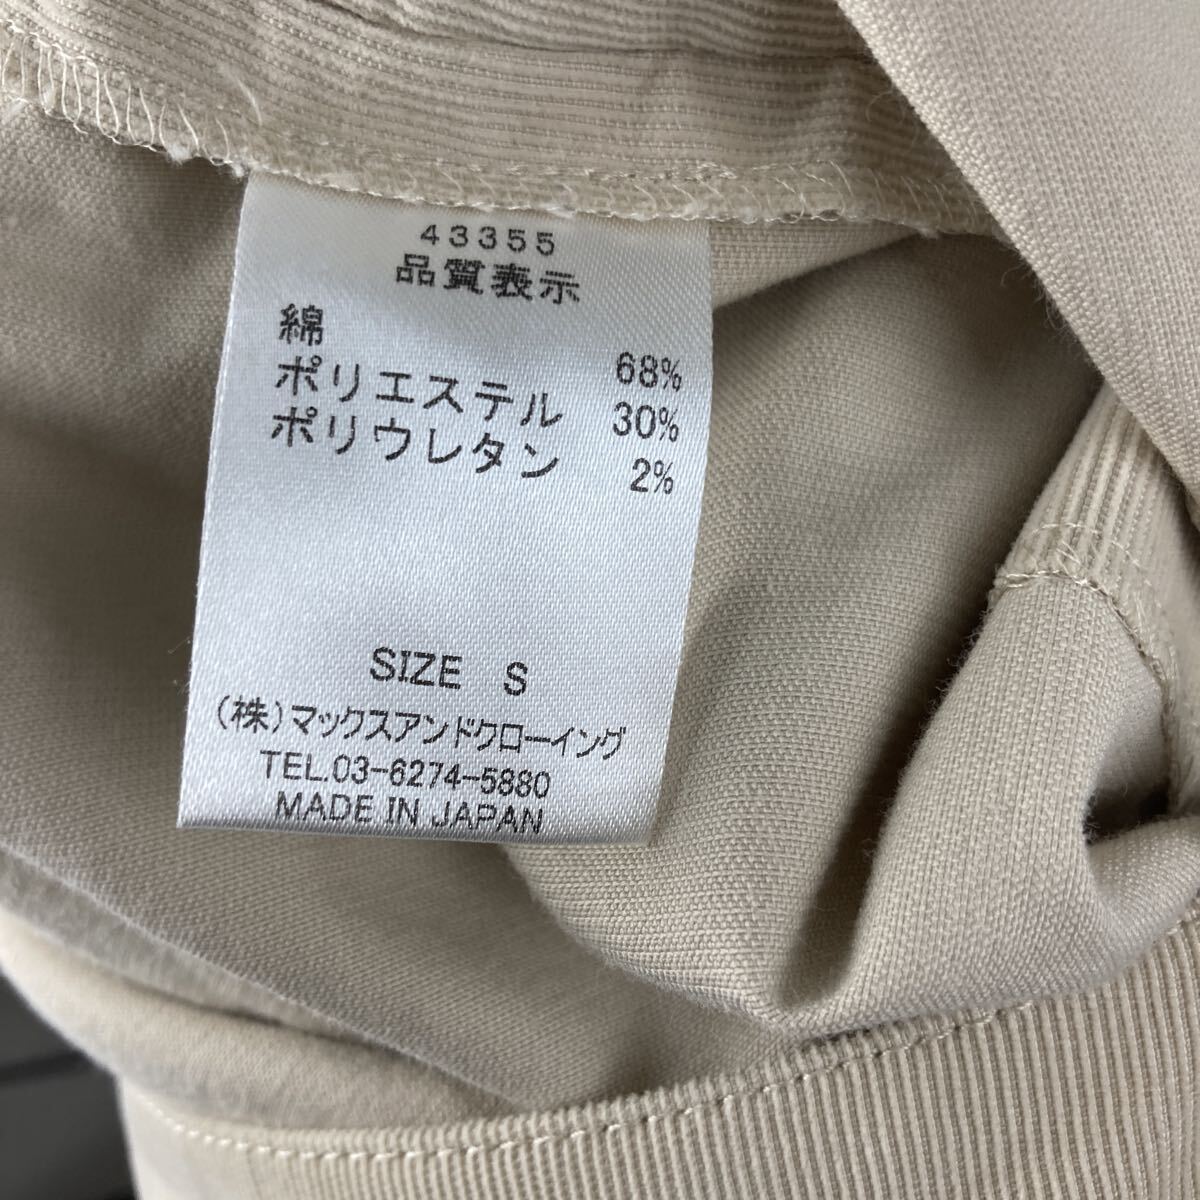 43355
品質表示
綿 68%
ポリエステル 30%
ポリウレタン 2%
SIZE S
(株)マックスアンドクローイング
TEL.03-6274-5880
MADE IN JAPAN